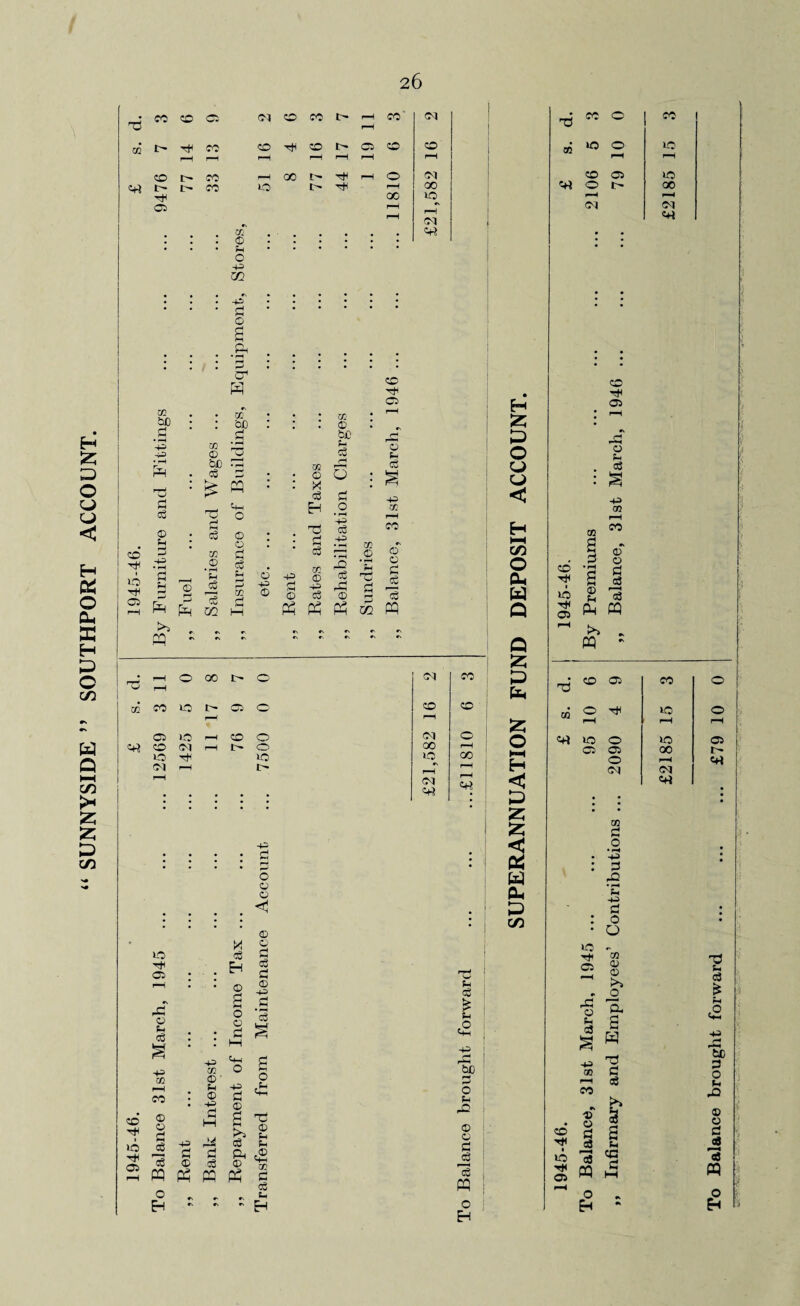 26
“ SUNNYSIDE ” SOUTHPORT ACCOUNT.
1945-46. £ s. d.
To Balance 31st March, 1945 ... 12569 3 11
„ Rent ... 1425 5 0
„ Bank Interest ... 11 17 8
„ Repayment of Income Tax ... 76 9 7
Transferred from Maintenance Account ... 7500 0 0
£21,582 16 2
To Balance brought forward ... £11810 6 3
1945-46. £ s. d.
By Furniture and Fittings ... 9476 7 3
„ Fuel ... 77 14 6
„ Salaries and Wages ... 33 13 9
„ Insurance of Buildings, Equipment, Stores,
etc. ... 51 16 2
„ Rent ... 8 4 6
„ Rates and Taxes ... 77 16 3
„ Rehabilitation Charges ... 44 17 7
„ Sundries ... 1 19 11
„ Balance, 31st March, 1946 ... 11810 6 3
£21,582 16 2
SUPERANNUATION FUND DEPOSIT ACCOUNT.
1945-46. £ s. d.
To Balance, 31st March, 1945 ... 95 10 6
„ Infirmary and Employees’ Contributions ... 2090 4 9
£2185 15 3
To Balance brought forward ... £79 10 0
1945-46. £ s. d.
By Premiums ... 2106 5 3
„ Balance, 31st March, 1946 ... 79 10 0
£2185 15 3